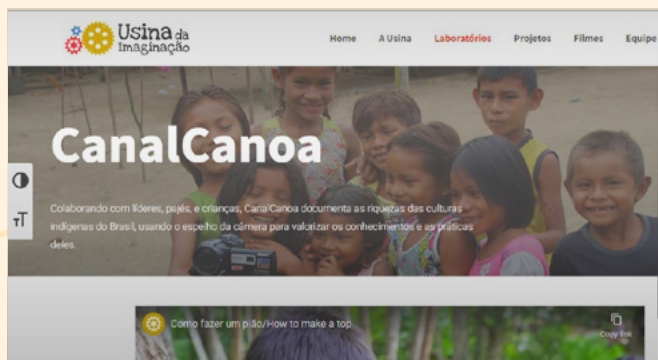 Usina da
Imaginação
Home A Usina Laboratórios Projetos Filmes Equipe
CanalCanoa
Colaborando com líderes, pajés, e crianças, CanalCanoa documenta as riquezas das culturas
indígenas do Brasil, usando o espelho da câmera para valorizar os conhecimentos e as práticas
deles.
TT
Como fazer um pião/How to make a top
Copy link